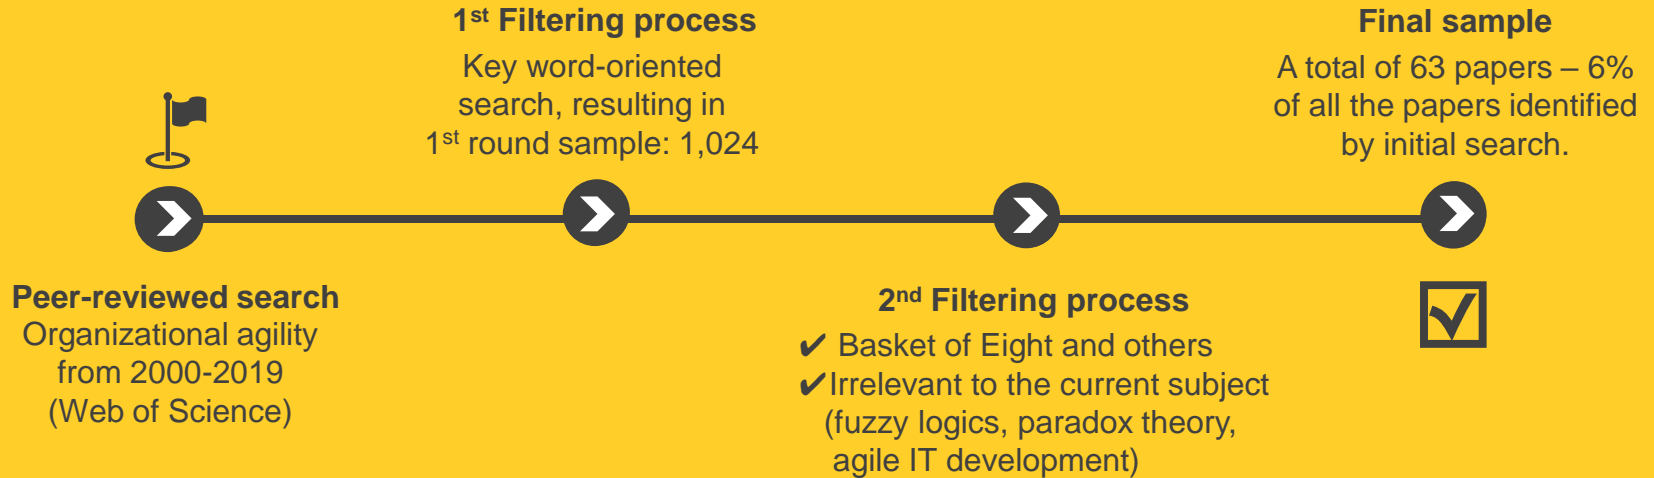 Peer-reviewed search
Organizational agility
from 2000-2019
(Web of Science)
1st Filtering process
Key word-oriented
search, resulting in
1st round sample: 1,024
2nd Filtering process
✔ Basket of Eight and others
✔Irrelevant to the current subject
(fuzzy logics, paradox theory,
agile IT development)
Final sample
A total of 63 papers – 6%
of all the papers identified
by initial search.